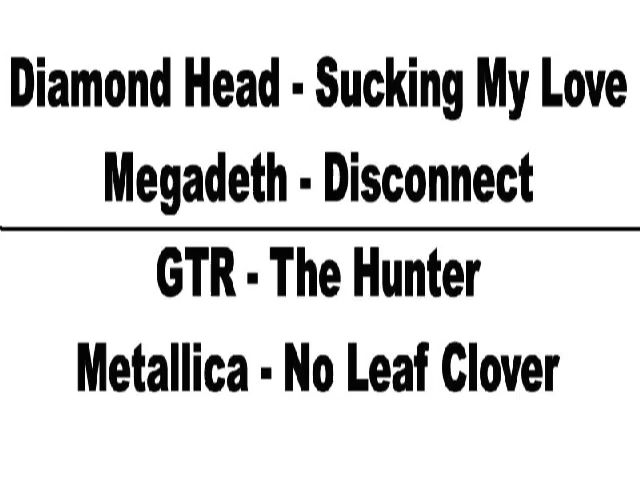 Diamond Head - Sucking My Love
Megadeth - Disconnect
GTR - The Hunter
Metallica - No Leaf Clover